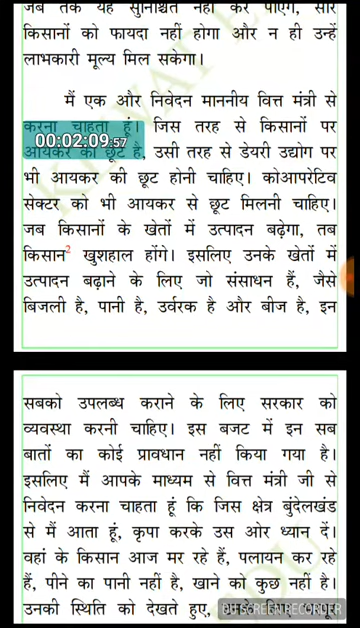 जब तक यह सुनिश्चित नहीं कर पाएंगे, सारे
किसानों को फायदा नहीं होगा और न ही उन्हें
लाभकारी मूल्य मिल सकेगा।
मैं एक और निवेदन माननीय वित्त मंत्री से
करना चाहता हूं। जिस तरह से किसानों पर
00:02:09:57
आयकर की छूट है, उसी तरह से डेयरी उद्योग पर
भी आयकर की छूट होनी चाहिए। कोआपरेटिव
सेक्टर को भी आयकर से छूट मिलनी चाहिए।
जब किसानों के खेतों में उत्पादन बढ़ेगा, तब
किसान2 खुशहाल होंगे। इसलिए उनके खेतों में
उत्पादन बढ़ाने के लिए जो संसाधन हैं, जैसे
बिजली है, पानी है, उर्वरक है और बीज है, इन
सबको उपलब्ध कराने के लिए सरकार को
व्यवस्था करनी चाहिए। इस बजट में इन सब
बातों का कोई प्रावधान नहीं किया गया है।
इसलिए मैं आपके माध्यम से वित्त मंत्री जी से
निवेदन करना चाहता हूं कि जिस क्षेत्र बुंदेलखंड
से मैं आता हूं, कृपा करके उस ओर ध्यान दें।
वहां के किसान आज मर रहे हैं, पलायन कर रहे
हैं, पीने का पानी नहीं है, खाने को कुछ नहीं है।
उनकी स्थिति को देखते हुए,
DU SCREEN RECORDER